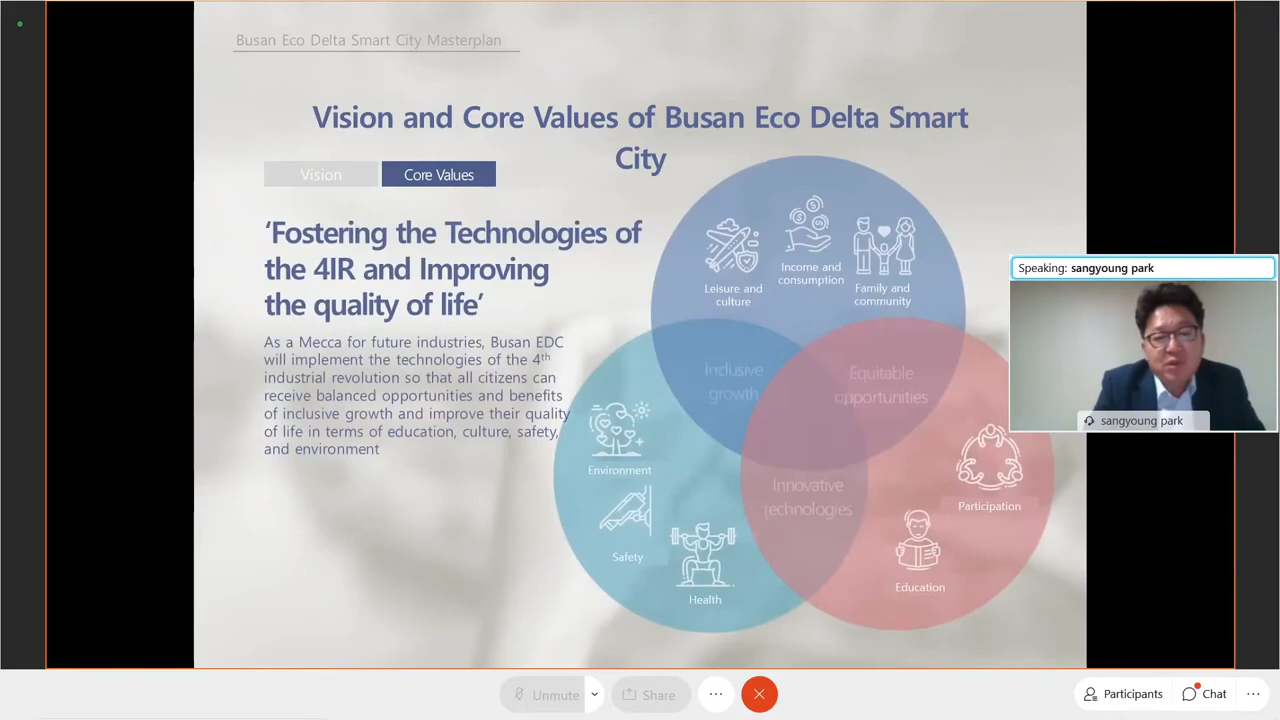 Busan Eco Delta Smart City Masterplan
Vision and Core Values of Busan Eco Delta Smart
City
Vision
Core Values
‘Fostering the Technologies of
the 4IR and Improving
the quality of life’
As a Mecca for future industries, Busan EDC
will implement the technologies of the 4th
industrial revolution so that all citizens can
receive balanced opportunities and benefits
of inclusive growth and improve their quality
of life in terms of education, culture, safety,
and environment
Leisure and
culture
Income and
consumption
Family and
community
Inclusive
growth
Equitable
opportunities
Innovative
technologies
Environment
Safety
Health
Participation
Education
Speaking: sangyoung park
sangyoung park
Unmute
Share
Participants
Chat